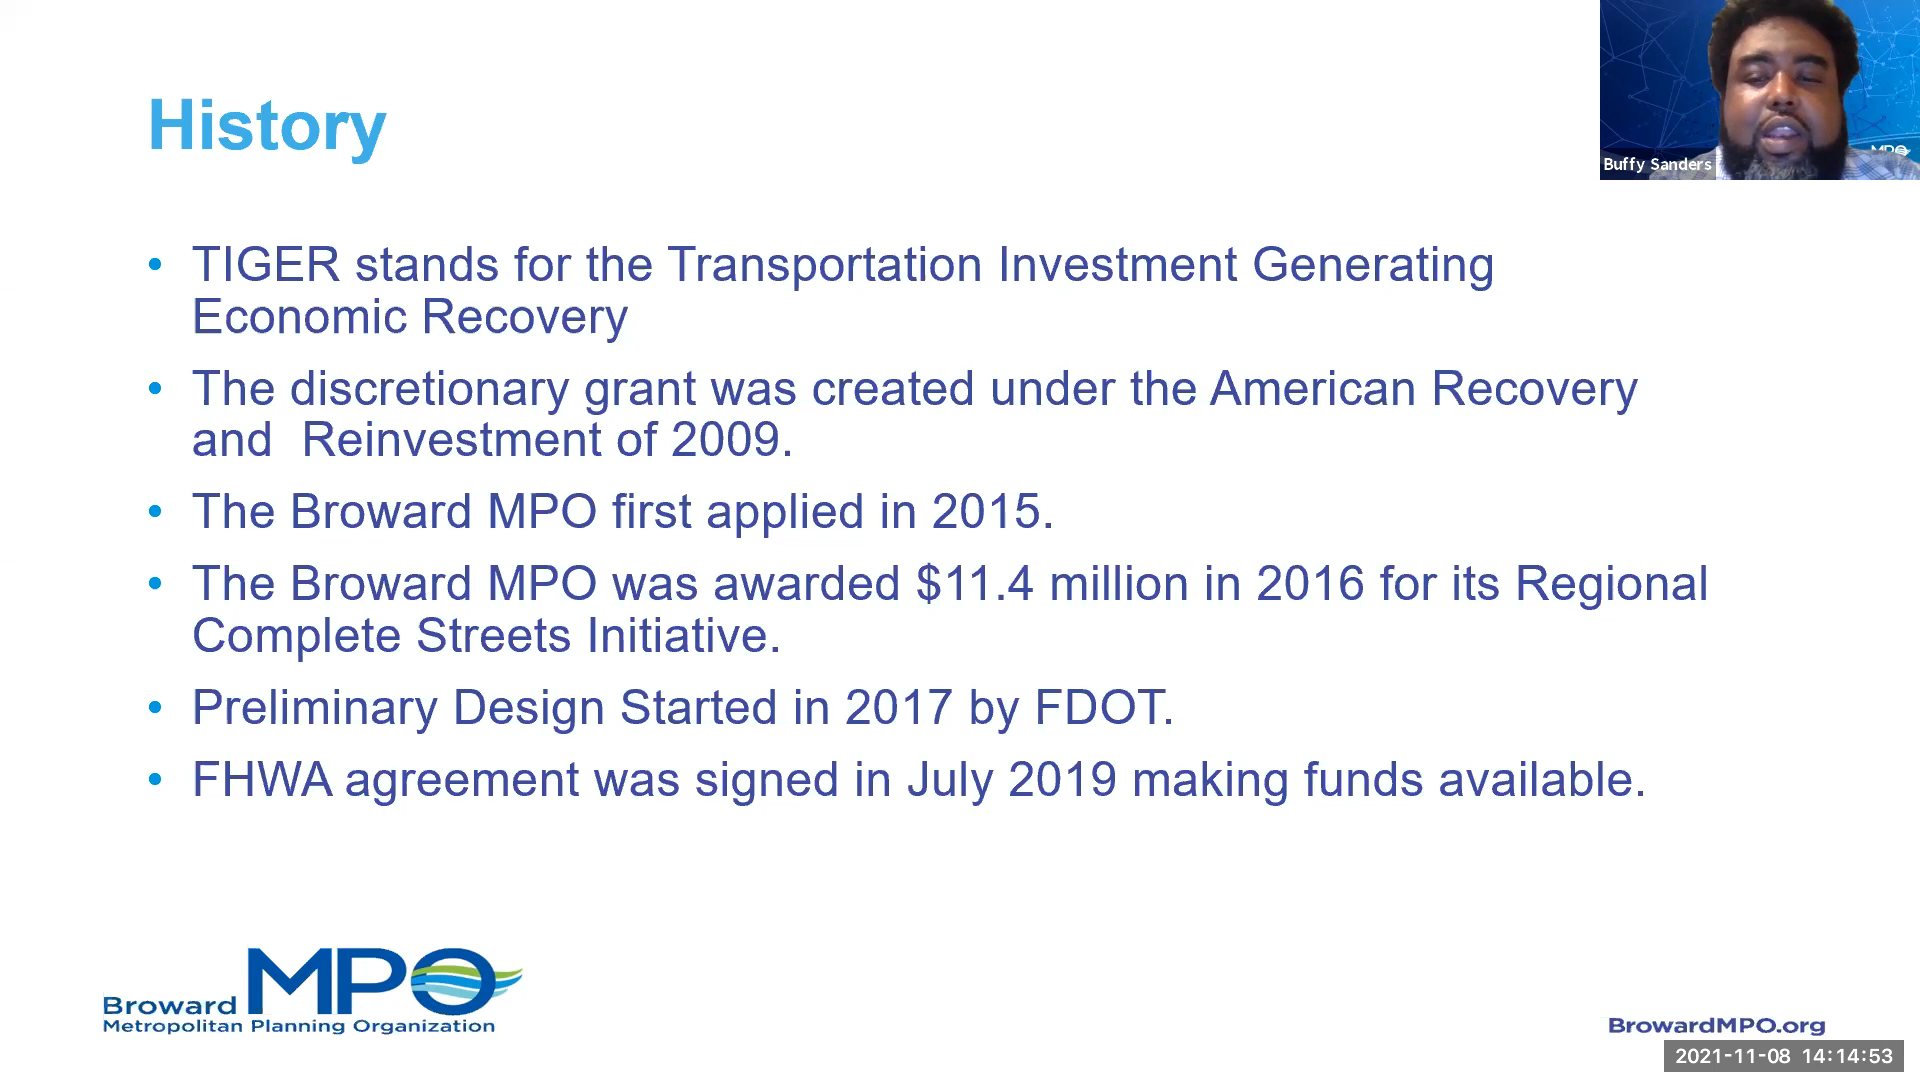 History
Buffy Sanders
MPO
• TIGER stands for the Transportation Investment Generating
Economic Recovery
• The discretionary grant was created under the American Recovery
and  Reinvestment of 2009.
• The Broward MPO first applied in 2015.
• The Broward MPO was awarded $11.4 million in 2016 for its Regional
Complete Streets Initiative.
• Preliminary Design Started in 2017 by FDOT.
• FHWA agreement was signed in July 2019 making funds available.
Broward MPO
Metropolitan Planning Organization
BrowardMPO.org
2021-11-08 14:14:53